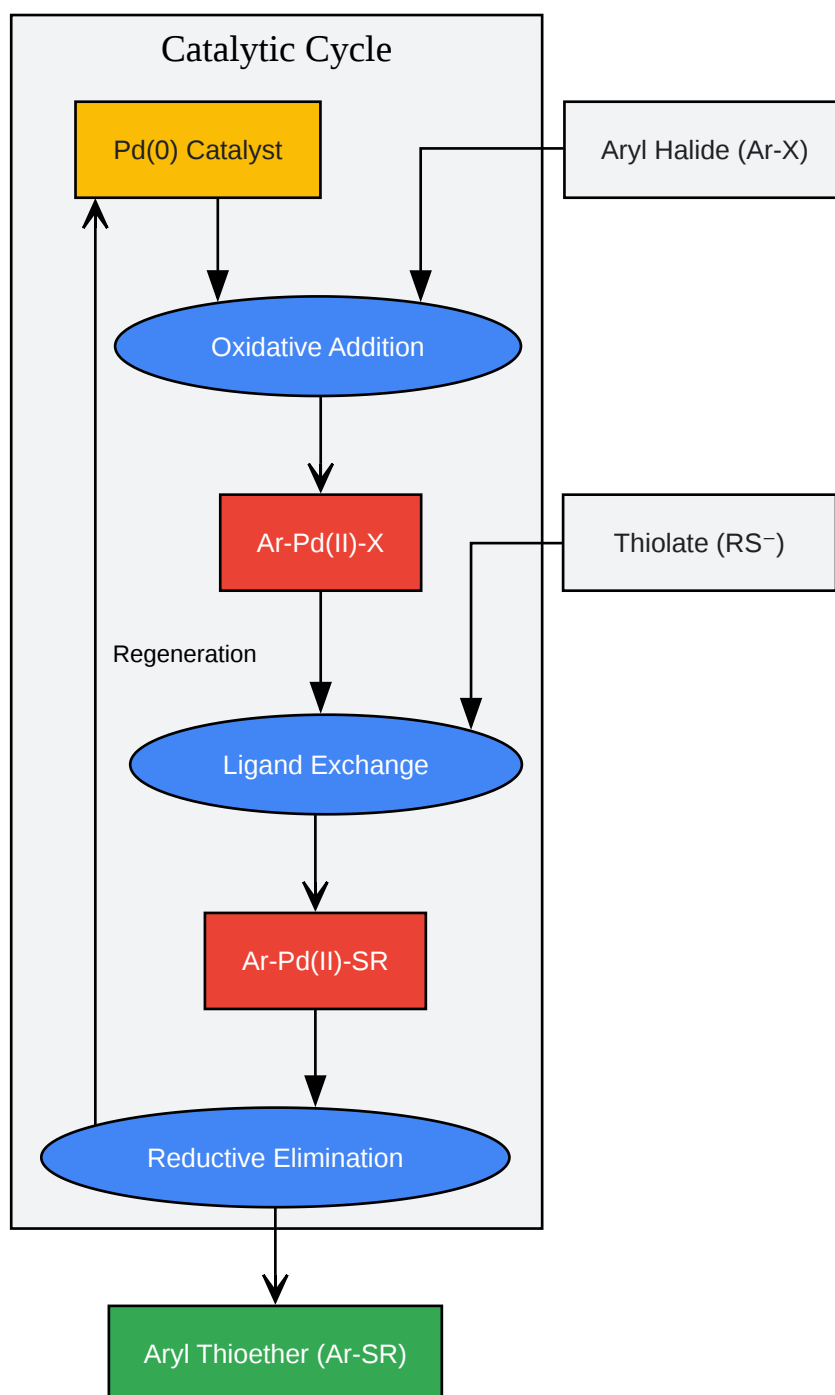 Catalytic Cycle
Pd(0) Catalyst
Aryl Halide (Ar-X)
Oxidative Addition
Ar-Pd(II)-X
Thiolate (RS⁻)
Regeneration
Ligand Exchange
Ar-Pd(II)-SR
Reductive Elimination
Aryl Thioether (Ar-SR)